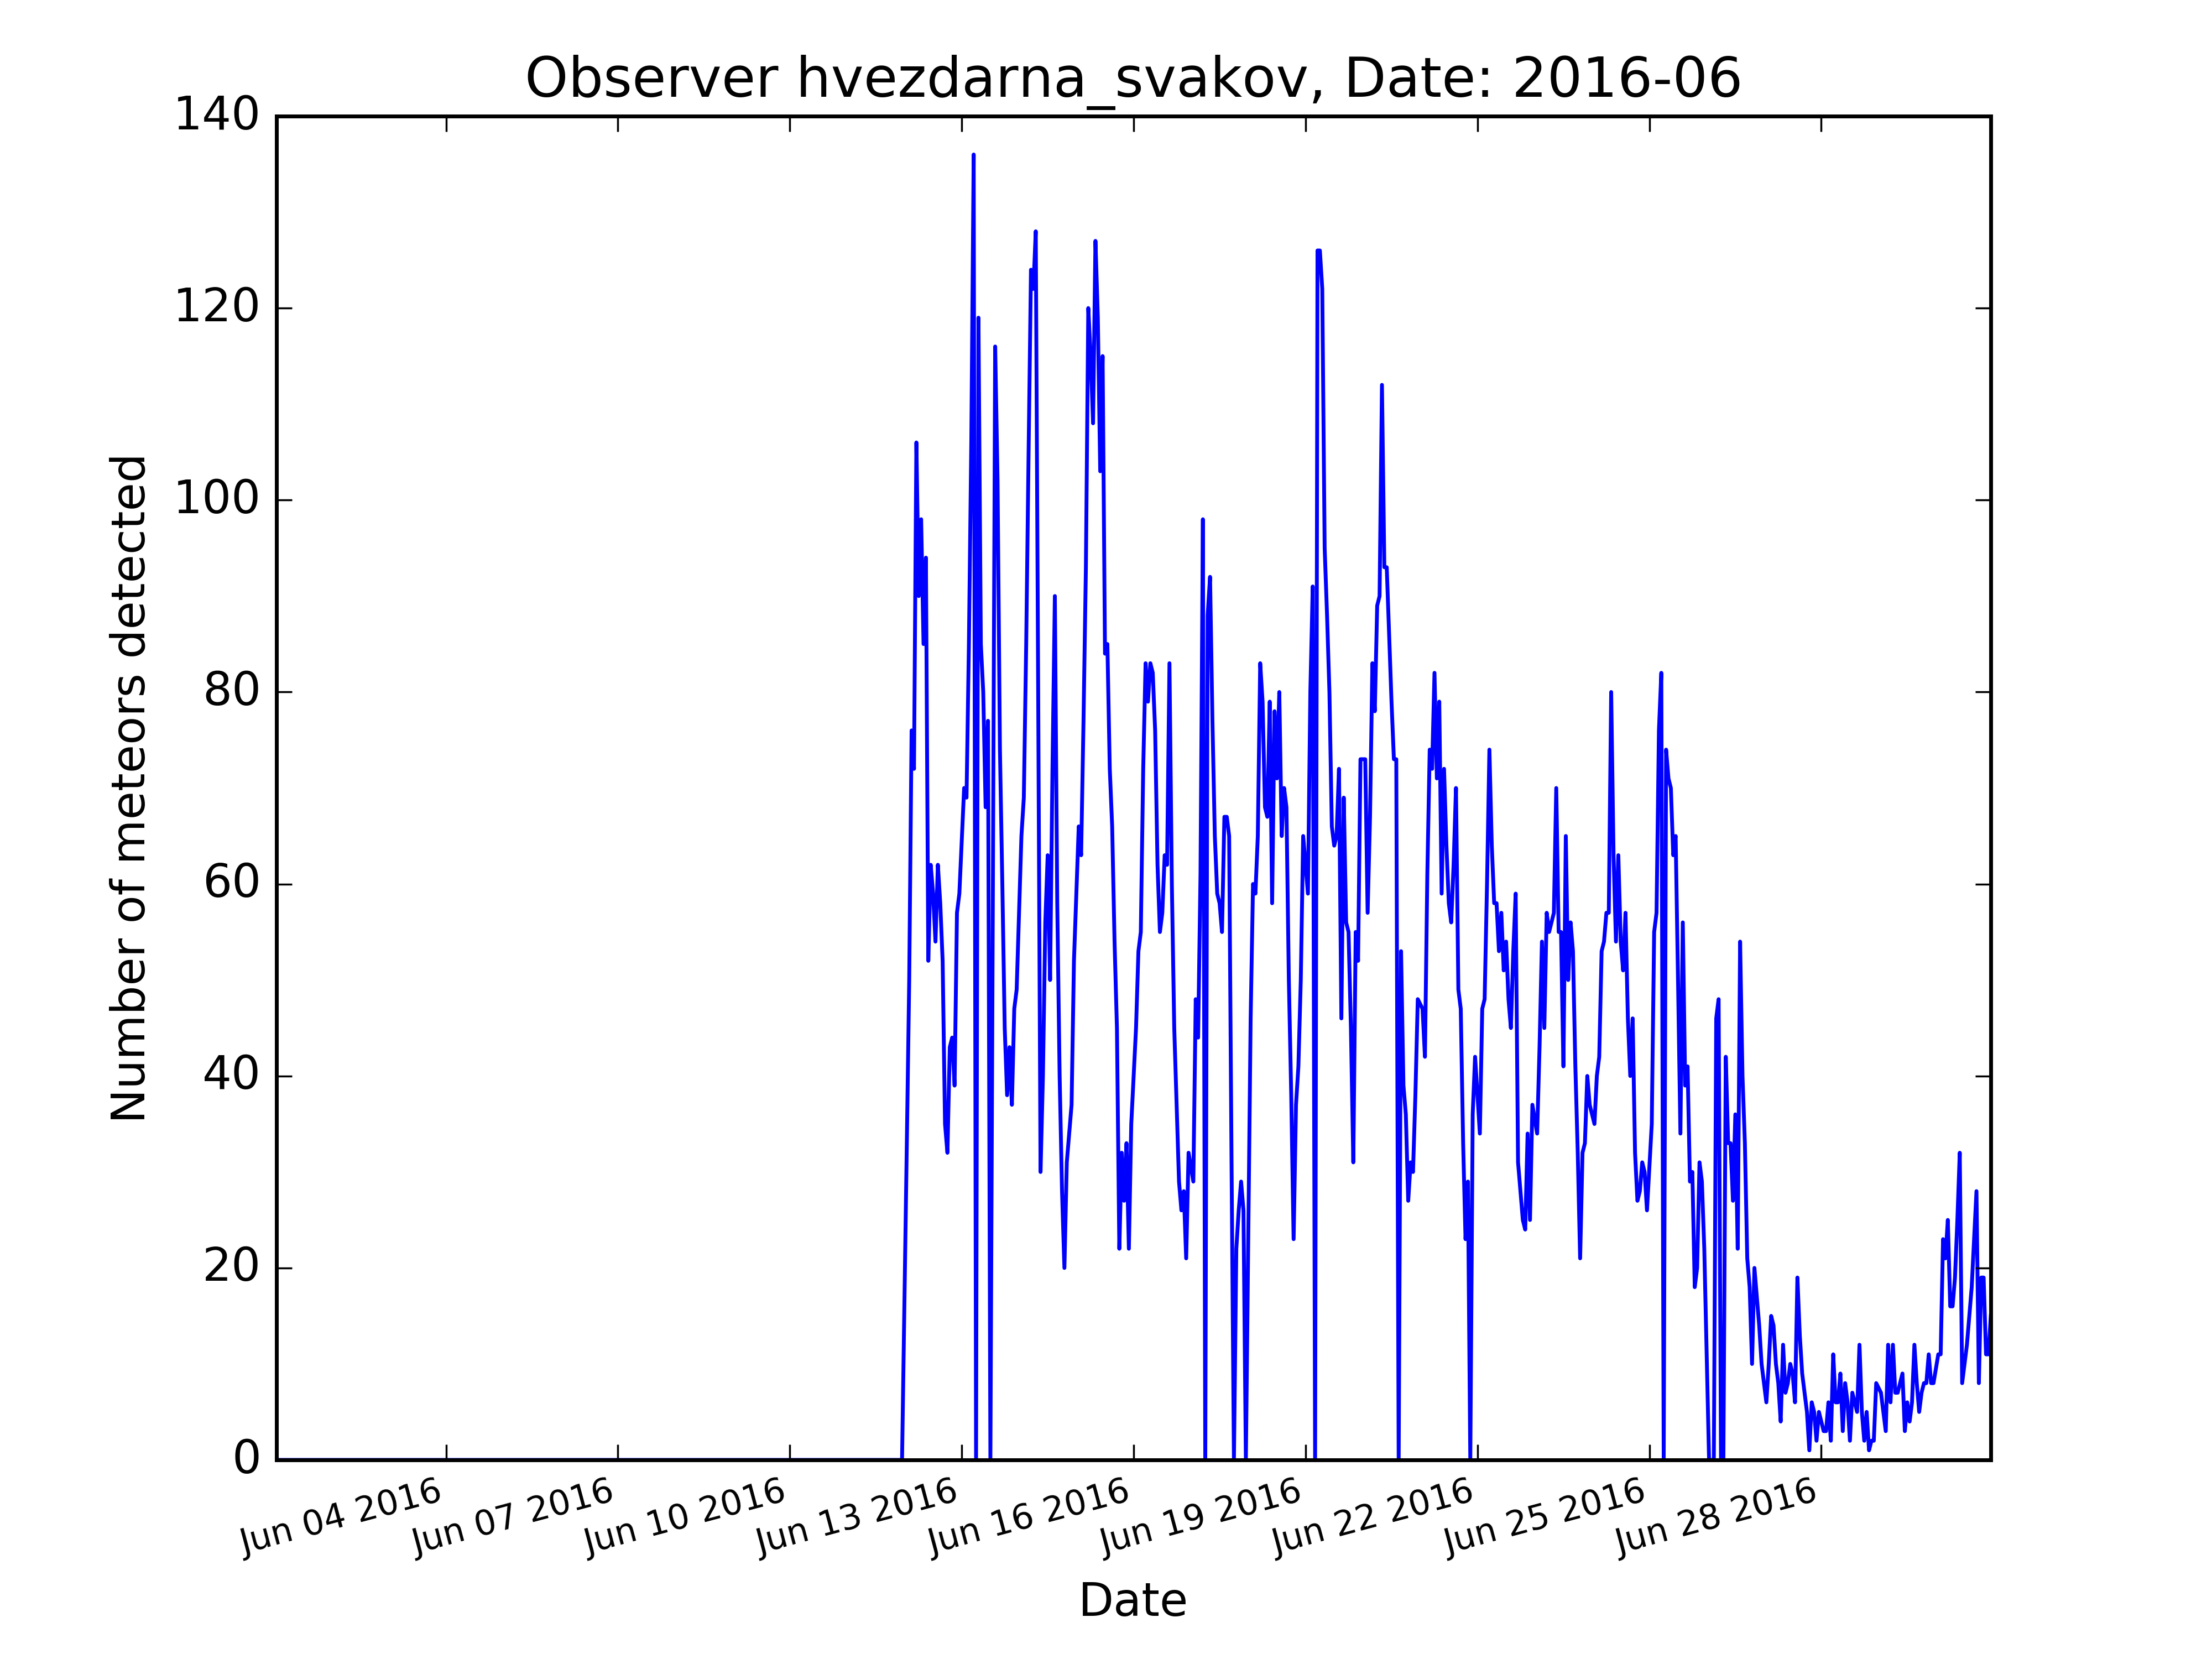 Observer hvezdarna_svakov, Date: 2016-06
140
120
100
80
60
40
20
0
Number of meteors detected
Jun 04 2016
Jun 07 2016
Jun 10 2016
Jun 13 2016
Jun 16 2016
Jun 19 2016
Jun 22 2016
Jun 25 2016
Jun 28 2016
Date